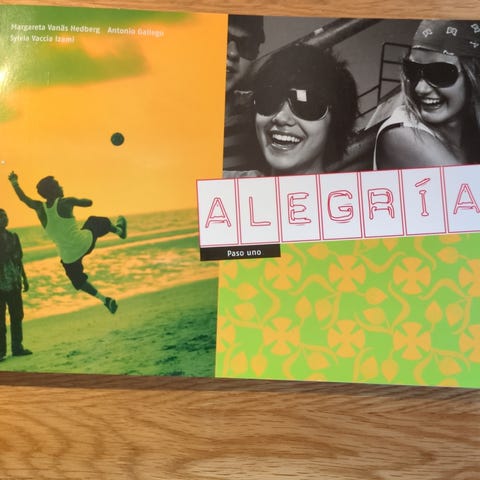 Margareta Vanäs Hedberg Antonio Gallego
Sylvia Vaccia Izami
ALEGRÍA
Paso uno